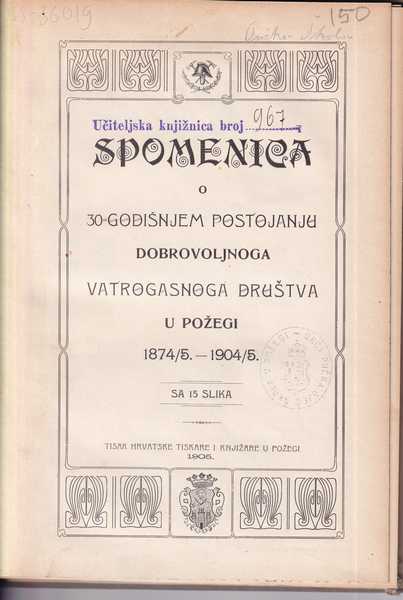 150
Učiteljska knjižnica broj 967
SPOMENICA
O
30-GODIŠNJEM POSTOJANJU
DOBROVOLJNOGA
VATROGASNOGA DRUŠTVA
U POŽEGI
1874/5. — 1904/5.
SA 15 SLIKA
TISAK HRVATSKE TISKARE I KNJIŽARE U POŽEGI
1905.